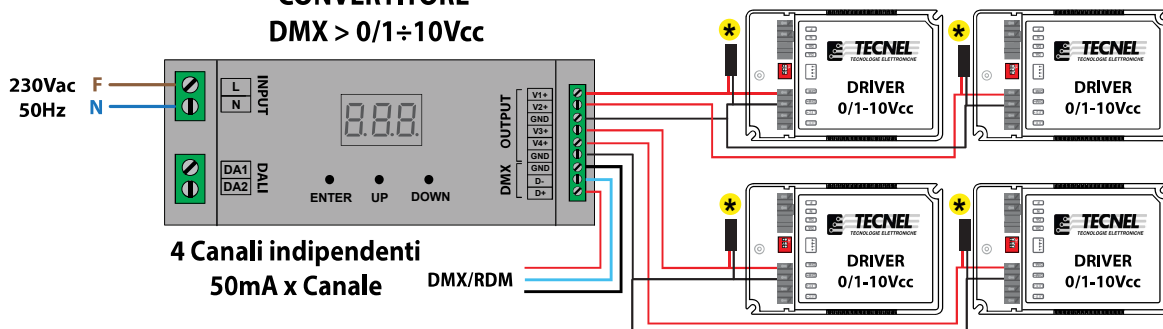 CONVERTITORE
DMX > 0/1÷10Vcc
230Vac F
50Hz N
INPUT
L
N
DALI
DA1
DA2
8.8.8.
ENTER UP DOWN
OUTPUT
V1+
V2+
GND
V3+
V4+
GND
DMX
GND
D-
D+
4 Canali indipendenti
50mA x Canale
DMX/RDM
*
TECNEL
TECNOLOGIE ELETTRONICHE
DRIVER
0/1-10Vcc
*
TECNEL
TECNOLOGIE ELETTRONICHE
DRIVER
0/1-10Vcc
*
TECNEL
TECNOLOGIE ELETTRONICHE
DRIVER
0/1-10Vcc
*
TECNEL
TECNOLOGIE ELETTRONICHE
DRIVER
0/1-10Vcc